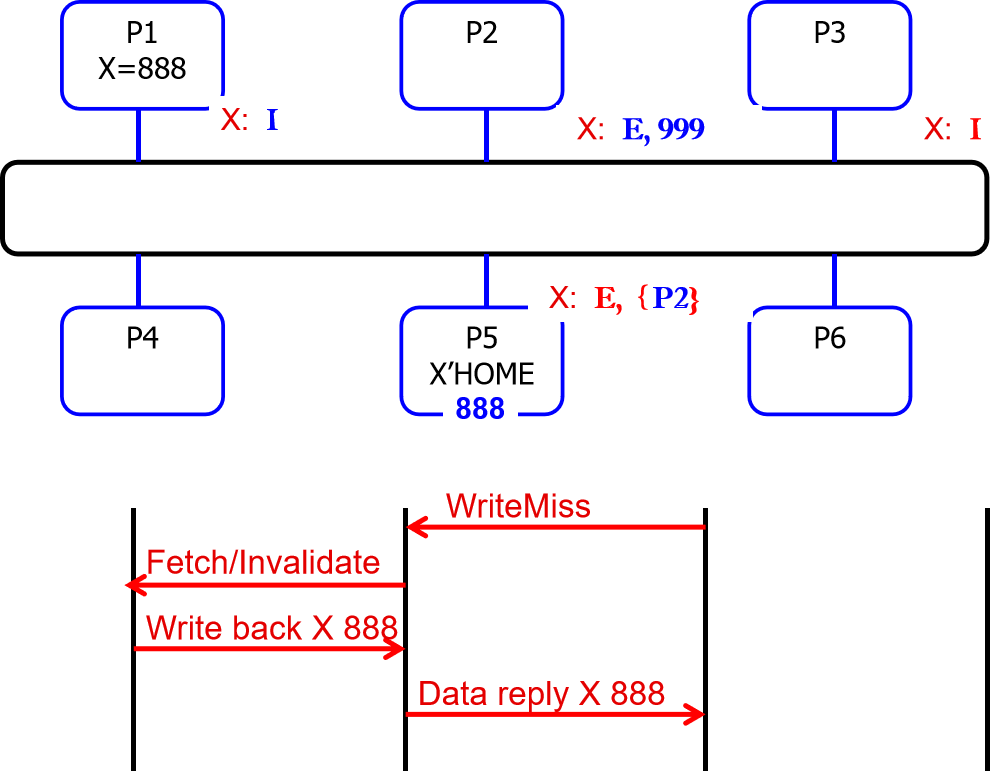 P1
X=888
P2
P3
X: I
X: E, 999
X: I
X: E, {P2}
P4
P5
X'HOME
888
P6
WriteMiss
Fetch/Invalidate
Write back X 888
Data reply X 888